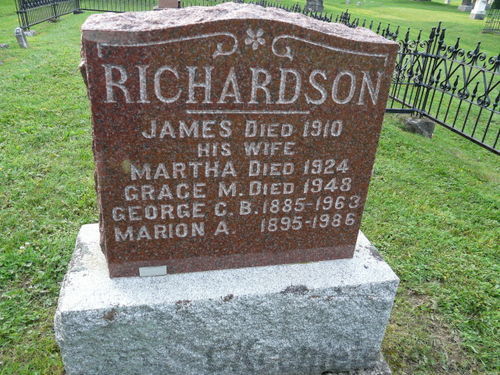 RICHARDSON
JAMES DIED 1910
HIS WIFE
MARTHA DIED 1924
GRACE M. DIED 1948
GEORGE C. B. 1885-1963
MARION A. 1895-1986